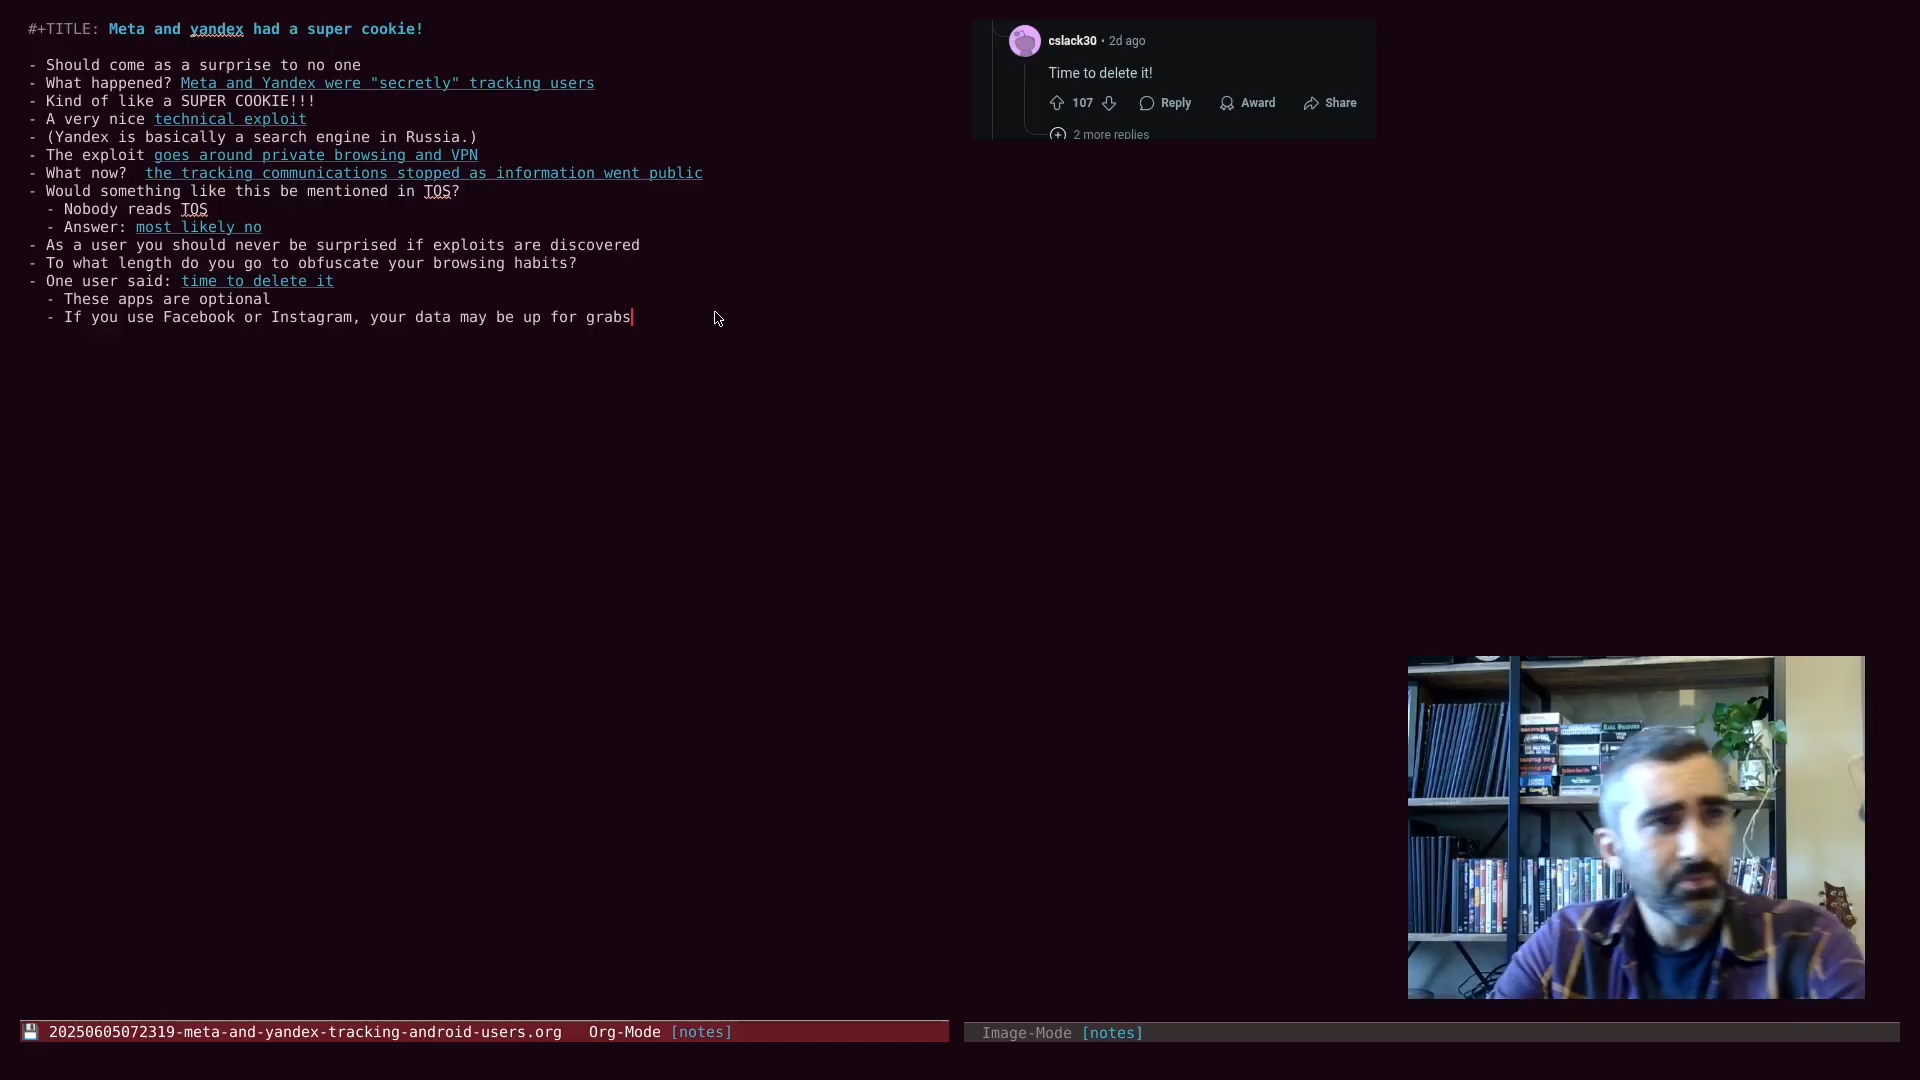 #+TITLE: Meta and yandex had a super cookie!
- Should come as a surprise to no one
- What happened? Meta and Yandex were "secretly" tracking users
- Kind of like a SUPER COOKIE!!!
- A very nice technical exploit
- (Yandex is basically a search engine in Russia.)
- The exploit goes around private browsing and VPN
- What now?  the tracking communications stopped as information went public
- Would something like this be mentioned in TOS?
- Nobody reads TOS
- Answer: most likely no
- As a user you should never be surprised if exploits are discovered
- To what length do you go to obfuscate your browsing habits?
- One user said: time to delete it
- These apps are optional
- If you use Facebook or Instagram, your data may be up for grabs
cslack30 • 2d ago
Time to delete it!
107 Reply Award Share
2 more replies
20250605072319-meta-and-yandex-tracking-android-users.org Org-Mode [notes]
Image-Mode [notes]